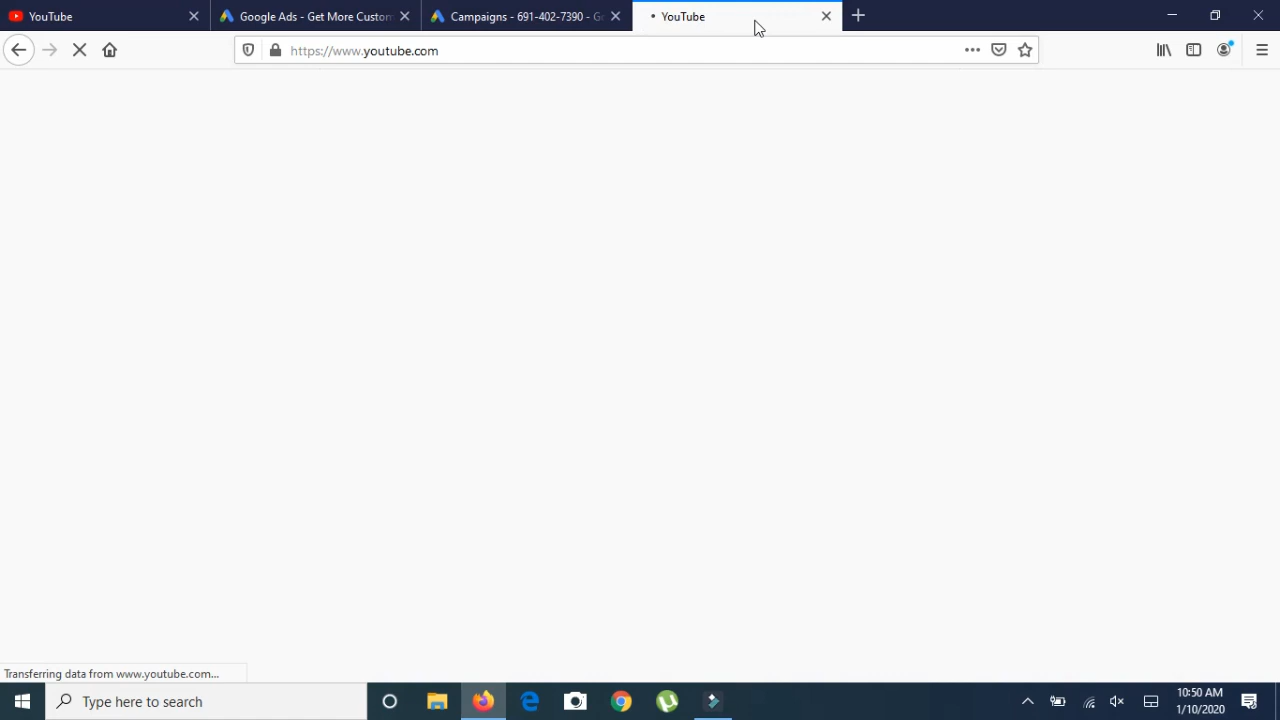 YouTube
Google Ads - Get More Custom
Campaigns - 691-402-7390 - Go
YouTube
https://www.youtube.com
Transferring data from www.youtube.com...
Type here to search
10:50 AM
1/10/2020